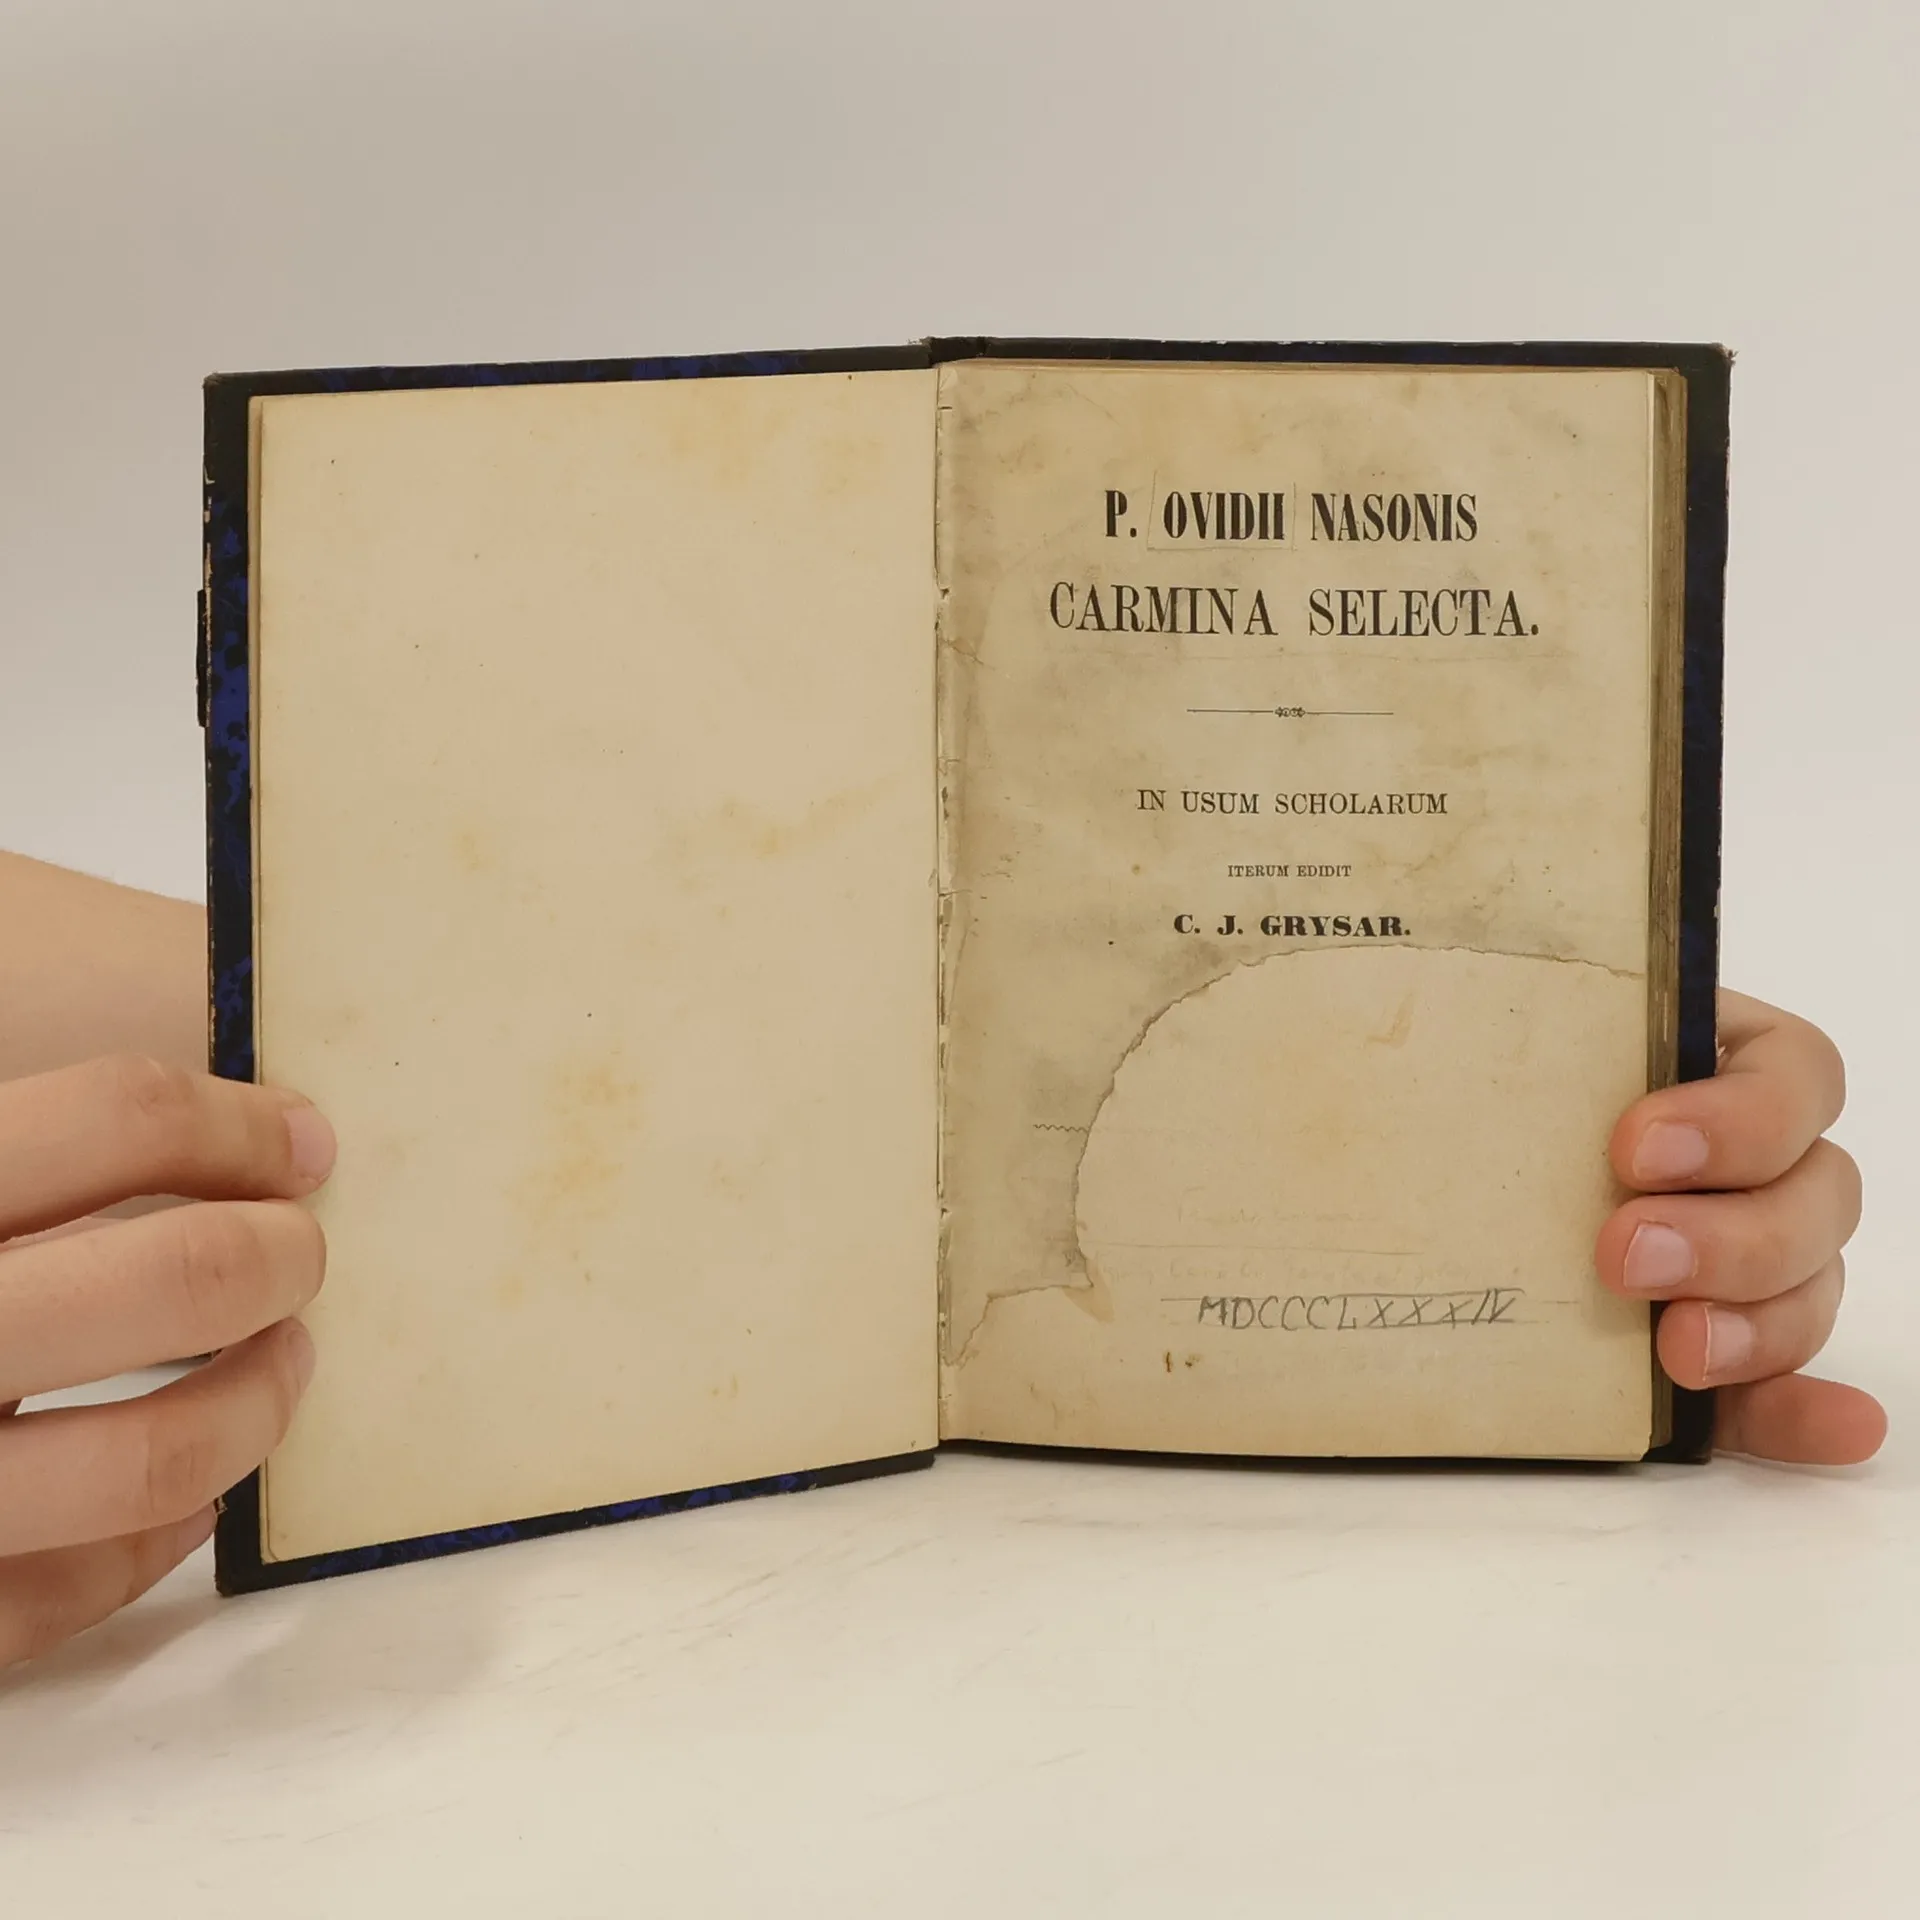 P. OVIDII NASONIS
CARMINA SELECTA.
IN USUM SCHOLARUM
ITERUM EDIDIT
C. J. GRYSAR.
MDCCCLXXXIV